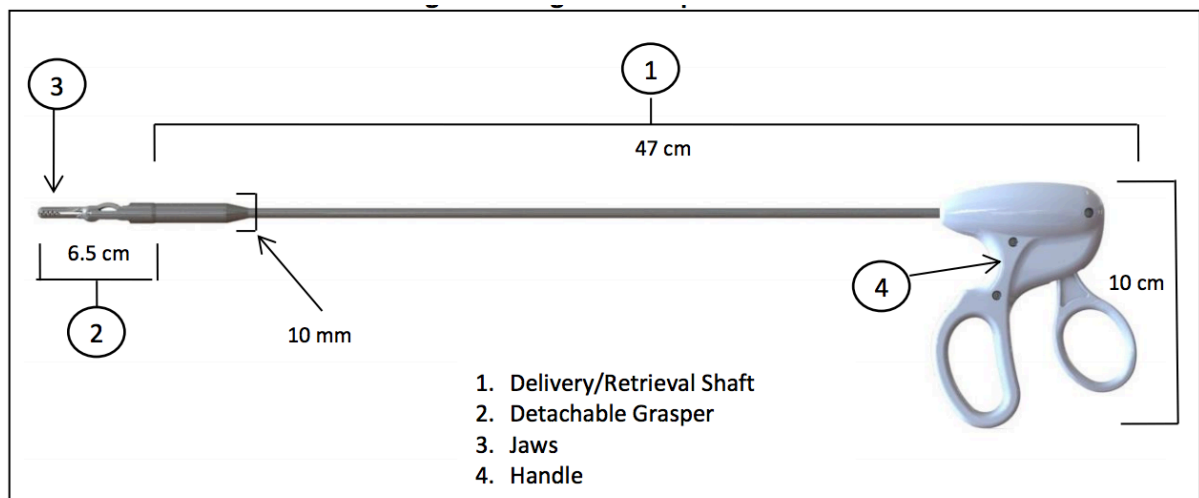 3
1
47 cm
6.5 cm
4
10 cm
2
10 mm
1. Delivery/Retrieval Shaft
2. Detachable Grasper
3. Jaws
4. Handle